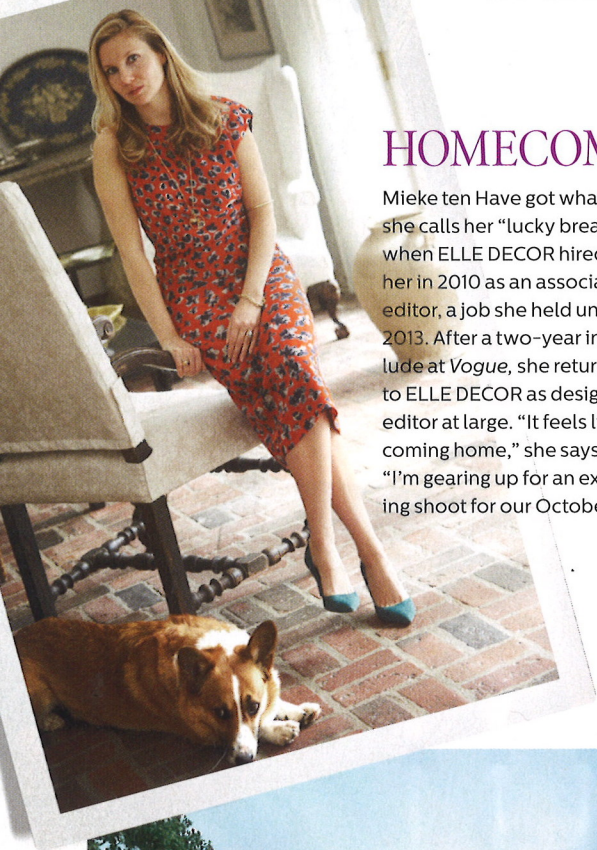 HOMECOM
Mieke ten Have got wha
she calls her “lucky brea
when ELLE DECOR hired
her in 2010 as an associa
editor, a job she held un
2013. After a two-year in
lude at Vogue, she retur
to ELLE DECOR as desig
editor at large. “It feels l
coming home,” she says
“I’m gearing up for an ex
ing shoot for our Octobe